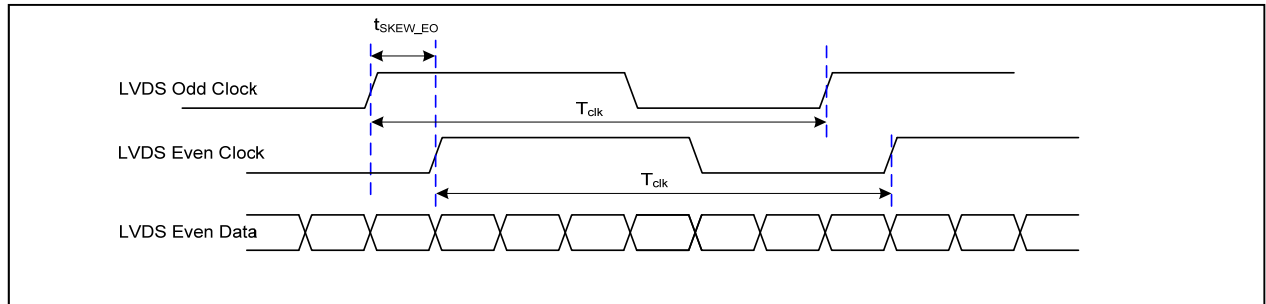 tSKEW_EO
LVDS Odd Clock
Tclk
LVDS Even Clock
Tclk
LVDS Even Data